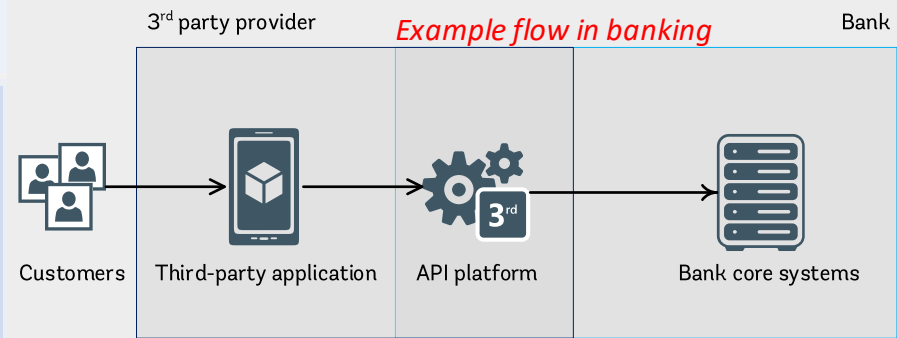 3rd party provider
Example flow in banking
Bank
3rd
Customers
Third-party application
API platform
Bank core systems